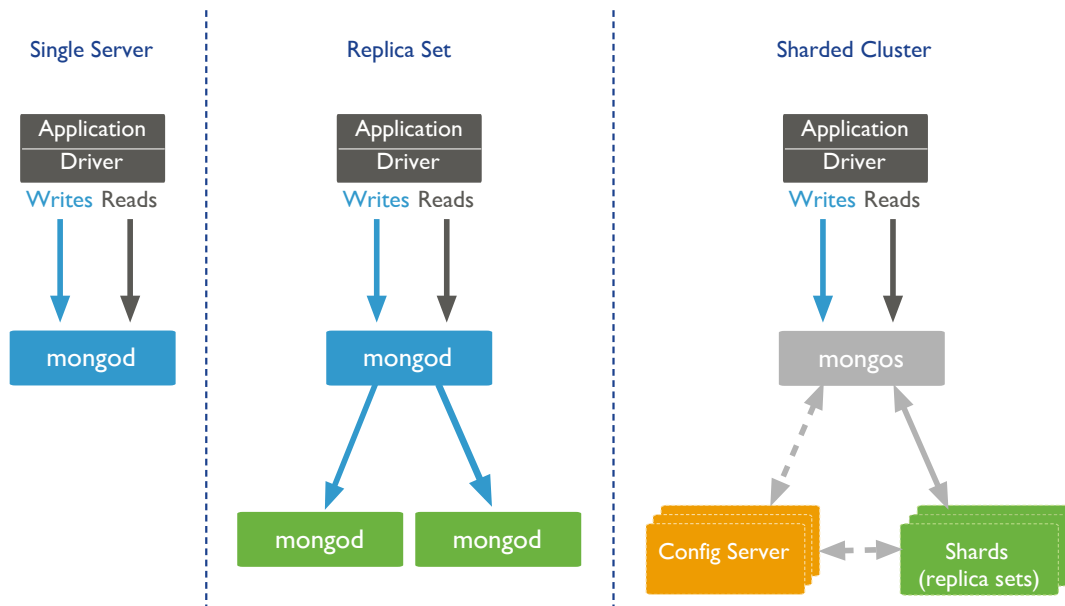 Single Server
Replica Set
Sharded Cluster
Application
Driver
Writes Reads
mongod
Application
Driver
Writes Reads
mongod
mongod
mongod
Application
Driver
Writes Reads
mongos
Config Server
Shards
(replica sets)